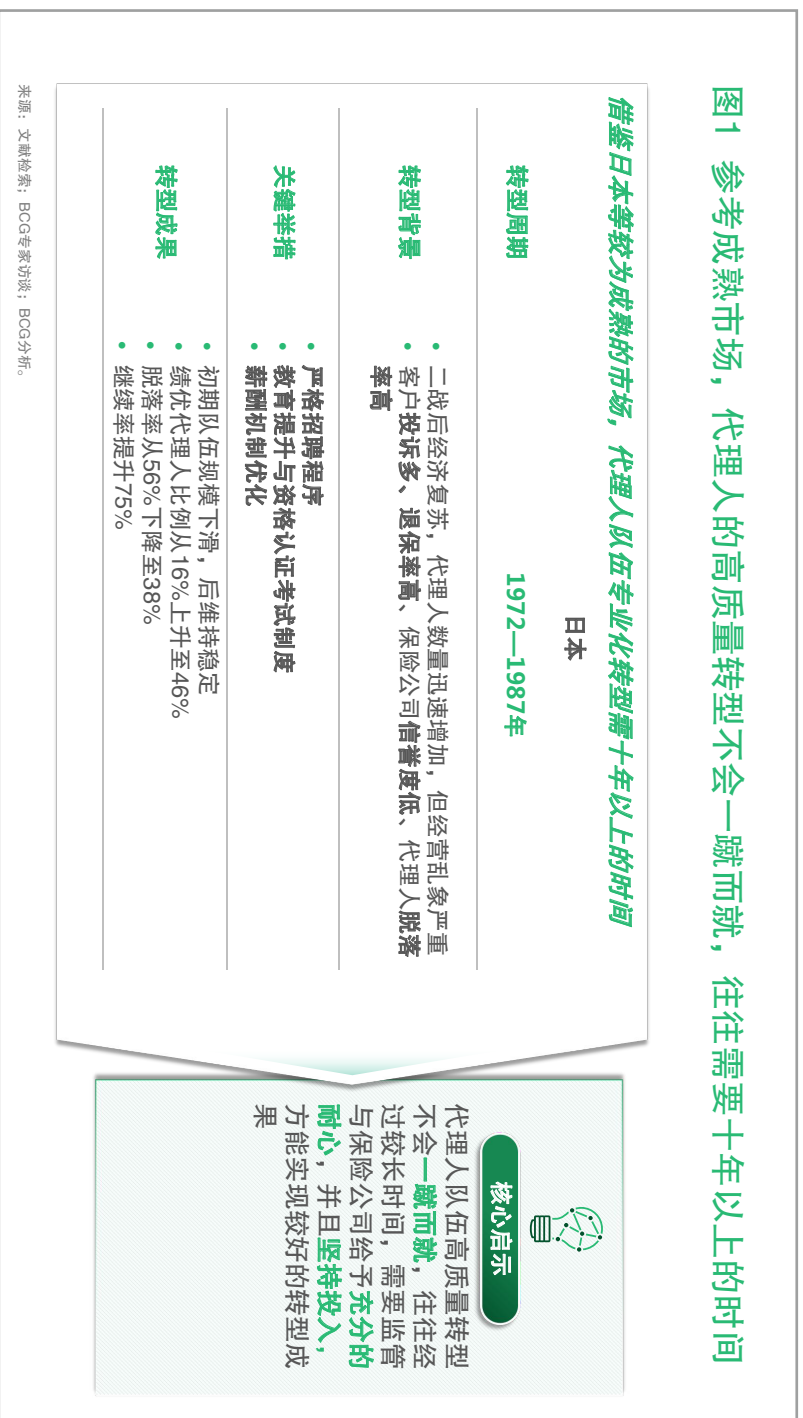 图1 参考成熟市场，代理人的高质量转型不会一蹴而就，往往需要十年以上的时间
借鉴日本等较为成熟的市场，代理人队伍专业化转型需十年以上的时间
日本
转型周期
1972—1987年
转型背景
• 二战后经济复苏，代理人数量迅速增加，但经营乱象严重
• 客户投诉多、退保率高、保险公司信誉度低、代理人脱落
率高
关键举措
• 严格招聘程序
• 教育提升与资格认证考试制度
• 薪酬机制优化
转型成果
• 初期队伍规模下滑，后维持稳定
• 绩优代理人比例从16%上升至46%
• 脱落率从56%下降至38%
• 继续率提升75%
核心启示
代理人队伍高质量转型
不会一蹴而就，往往经
过较长时间，需要监管
与保险公司给予充分的
耐心，并且坚持投入，
方能实现较好的转型成
果
来源：文献检索；BCG专家访谈；BCG分析。